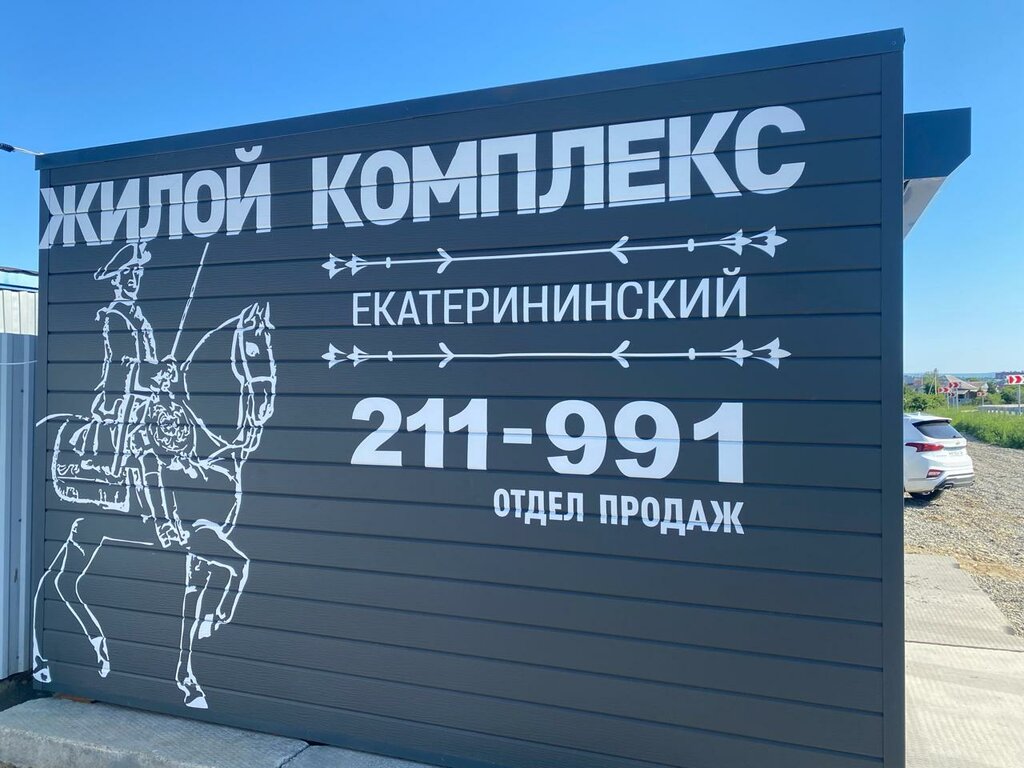 ЖИЛОЙ КОМПЛЕКС
ЕКАТЕРИНИНСКИЙ
211-991
ОТДЕЛ ПРОДАЖ